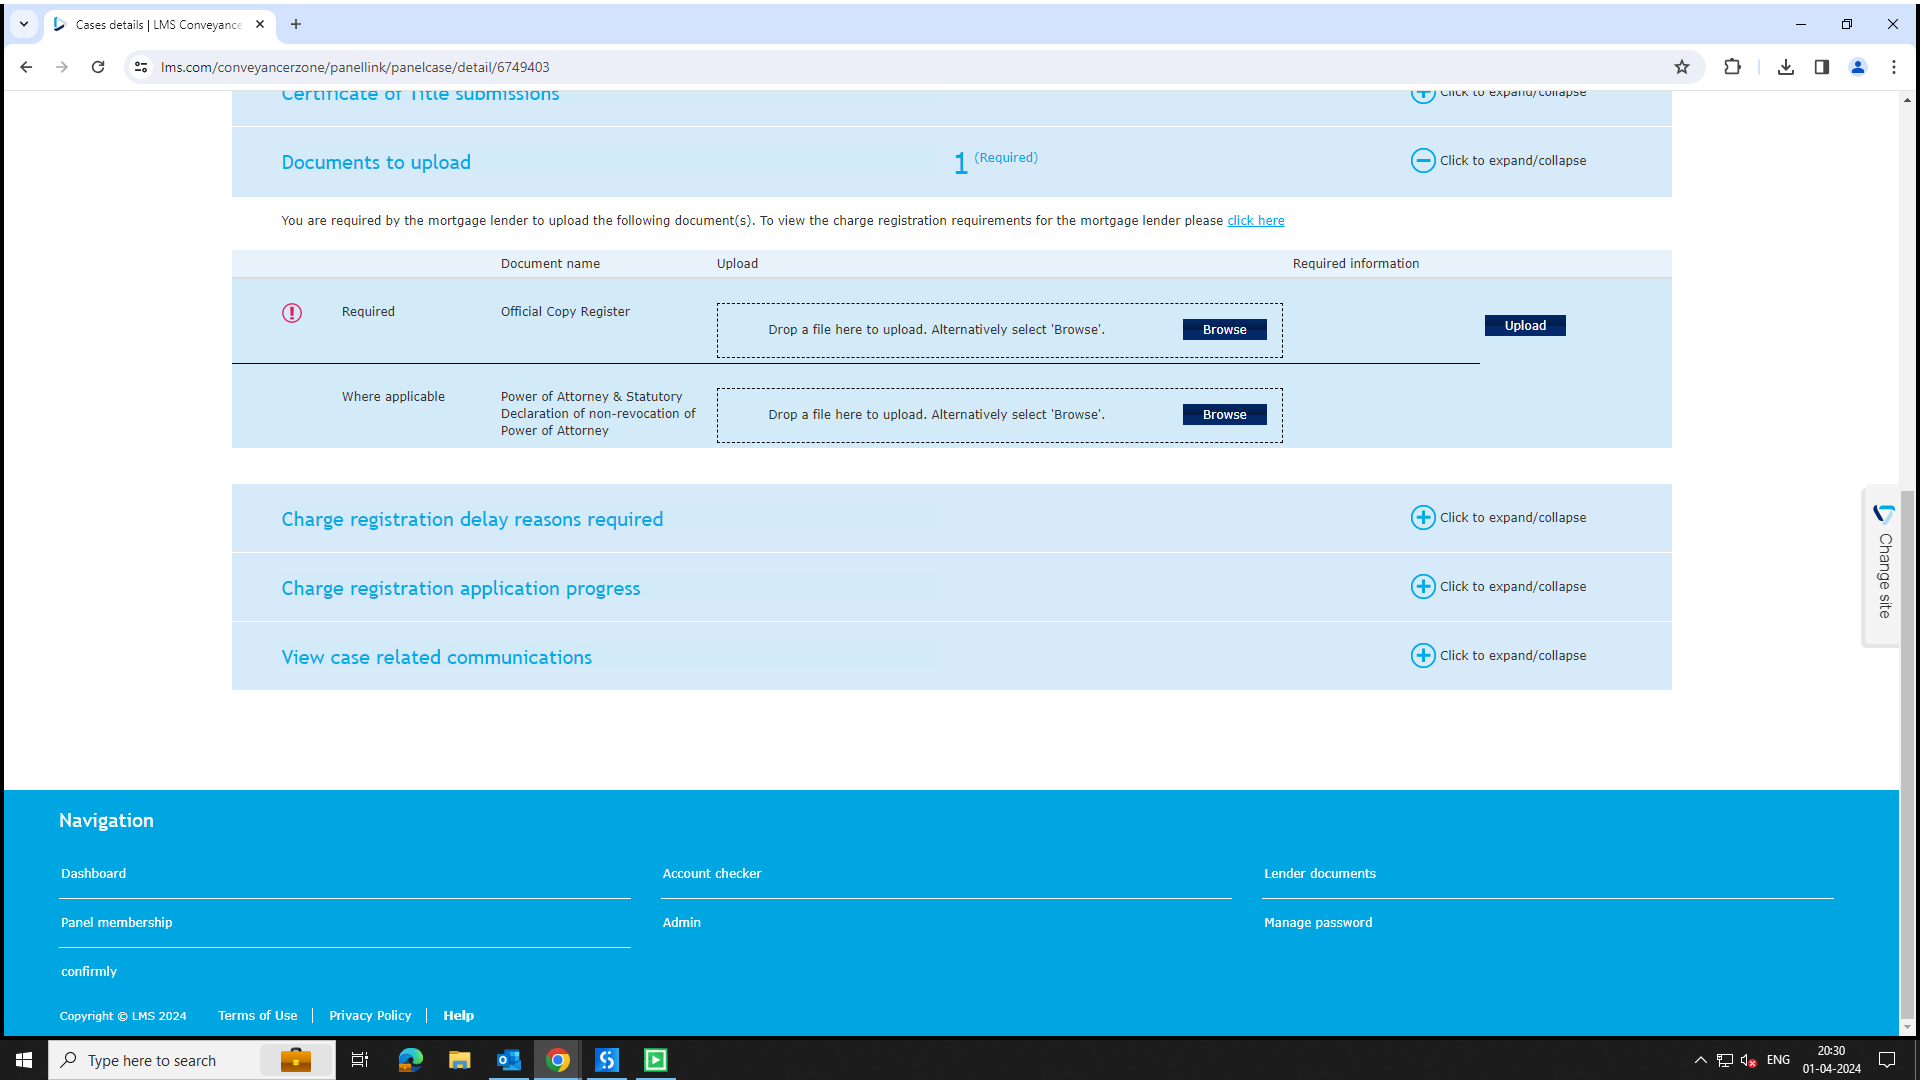 Cases details | LMS Conveyance
lms.com/conveyancerzone/panellink/panelcase/detail/6749403
Certificate of Title submissions
Click to expand/collapse
Documents to upload
1 (Required)
Click to expand/collapse
You are required by the mortgage lender to upload the following document(s). To view the charge registration requirements for the mortgage lender please click here
Document name Upload Required information
Required Official Copy Register Drop a file here to upload. Alternatively select 'Browse'. Browse Upload
Where applicable
Power of Attorney & Statutory
Declaration of non-revocation of
Power of Attorney
Drop a file here to upload. Alternatively select 'Browse'. Browse
Charge registration delay reasons required
Click to expand/collapse
Charge registration application progress
Click to expand/collapse
View case related communications
Click to expand/collapse
Change site
Navigation
Dashboard
Account checker
Lender documents
Panel membership
Admin
Manage password
confirmly
Copyright © LMS 2024 Terms of Use Privacy Policy Help
Type here to search
ENG
20:30
01-04-2024